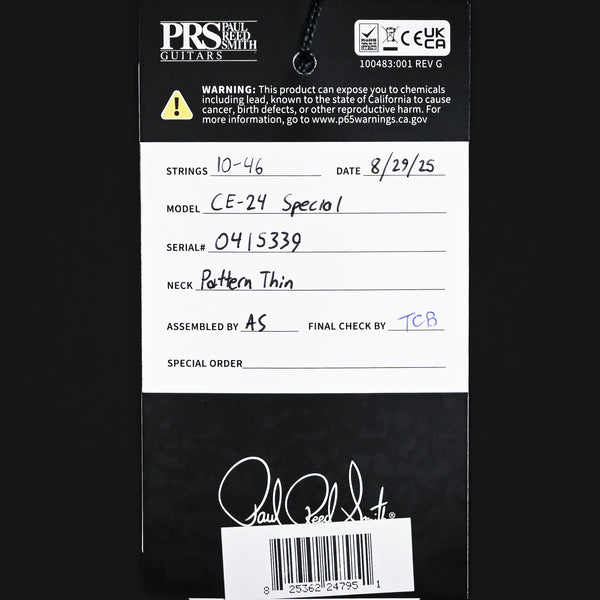 PRS PAUL REED SMITH
GUITARS
RoHS CE UK CA
100483:001 REV G
WARNING: This product can expose you to chemicals
including lead, known to the state of California to cause
cancer, birth defects, or other reproductive harm. For
more information, go to www.p65warnings.ca.gov
STRINGS 10-46 DATE 8/29/25
MODEL CE-24 Special
SERIAL# 0415339
NECK Pattern Thin
ASSEMBLED BY AS FINAL CHECK BY TCB
SPECIAL ORDER
Paul Reed Smith®
8 25362 24795 1